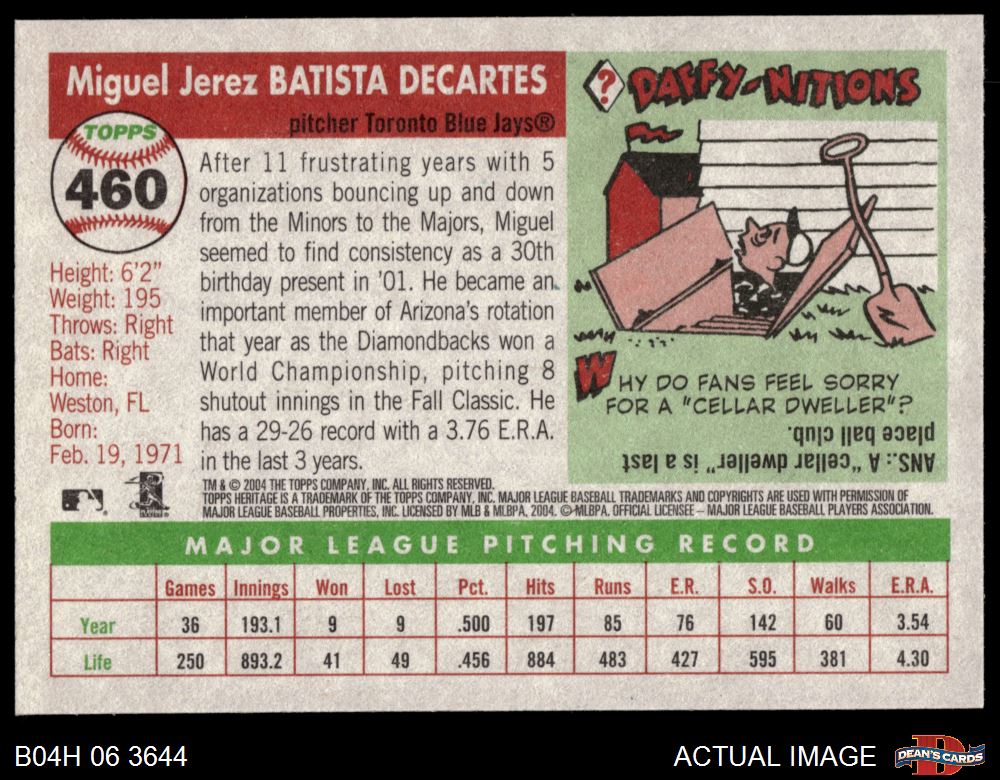 Miguel Jerez BATISTA DECARTES
pitcher Toronto Blue Jays®
TOPPS
460
Height: 6'2"
Weight: 195
Throws: Right
Bats: Right
Home:
Weston, FL
Born:
Feb. 19, 1971
After 11 frustrating years with 5
organizations bouncing up and down
from the Minors to the Majors, Miguel
seemed to find consistency as a 30th
birthday present in '01. He became an
important member of Arizona's rotation
that year as the Diamondbacks won a
World Championship, pitching 8
shutout innings in the Fall Classic. He
has a 29-26 record with a 3.76 E.R.A.
in the last 3 years.
? DAFFY-NITIONS
WHY DO FANS FEEL SORRY
FOR A "CELLAR DWELLER"?
ANS.: A "cellar dweller" is a last
place ball club.
TM & © 2004 THE TOPPS COMPANY, INC. ALL RIGHTS RESERVED.
TOPPS HERITAGE IS A TRADEMARK OF THE TOPPS COMPANY, INC. MAJOR LEAGUE BASEBALL TRADEMARKS AND COPYRIGHTS ARE USED WITH PERMISSION OF
MAJOR LEAGUE BASEBALL PROPERTIES, INC. LICENSED BY MLB & MLBPA, 2004. © MLBPA, OFFICIAL LICENSEE – MAJOR LEAGUE BASEBALL PLAYERS ASSOCIATION.
MAJOR LEAGUE PITCHING RECORD
Games Innings Won Lost Pct. Hits Runs E.R. S.O. Walks E.R.A.
Year 36 193.1 9 9 .500 197 85 76 142 60 3.54
Life 250 893.2 41 49 .456 884 483 427 595 381 4.30
B04H 06 3644
ACTUAL IMAGE
DEAN'S CARDS